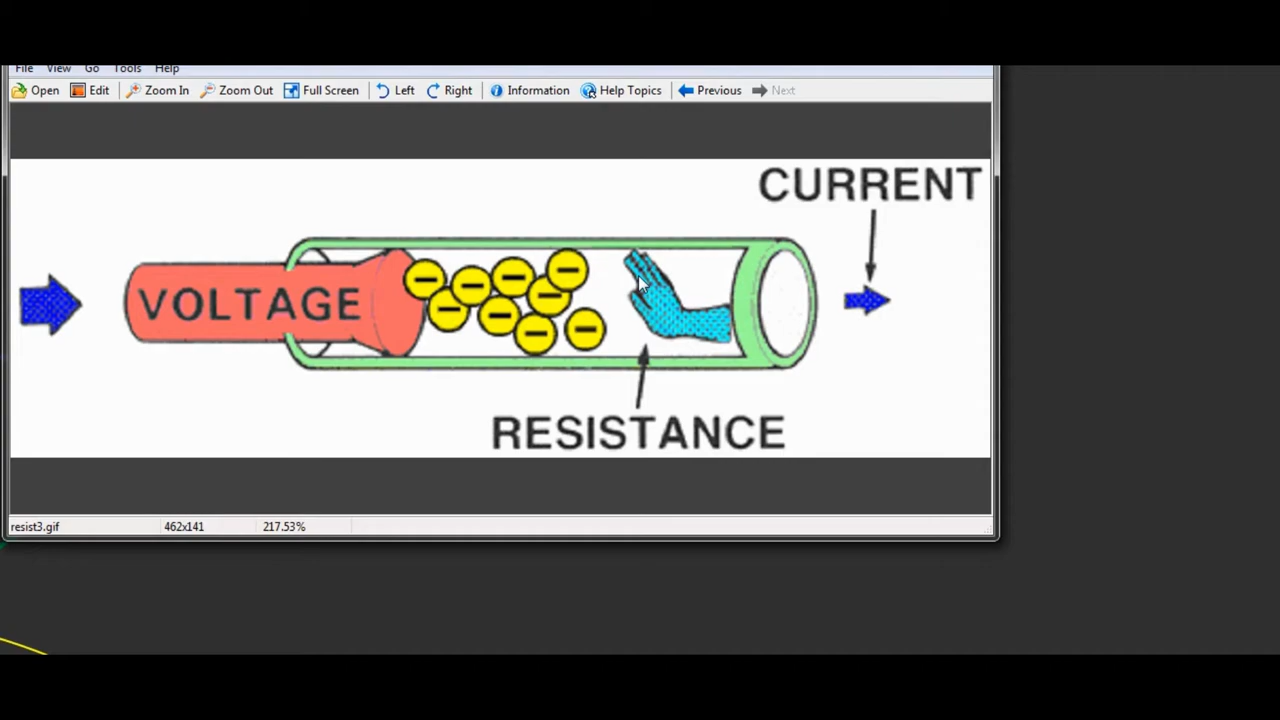 File View Go Tools Help
Open Edit Zoom In Zoom Out Full Screen Left Right Information Help Topics Previous Next
CURRENT
VOLTAGE
RESISTANCE
resist3.gif 462x141 217.53%